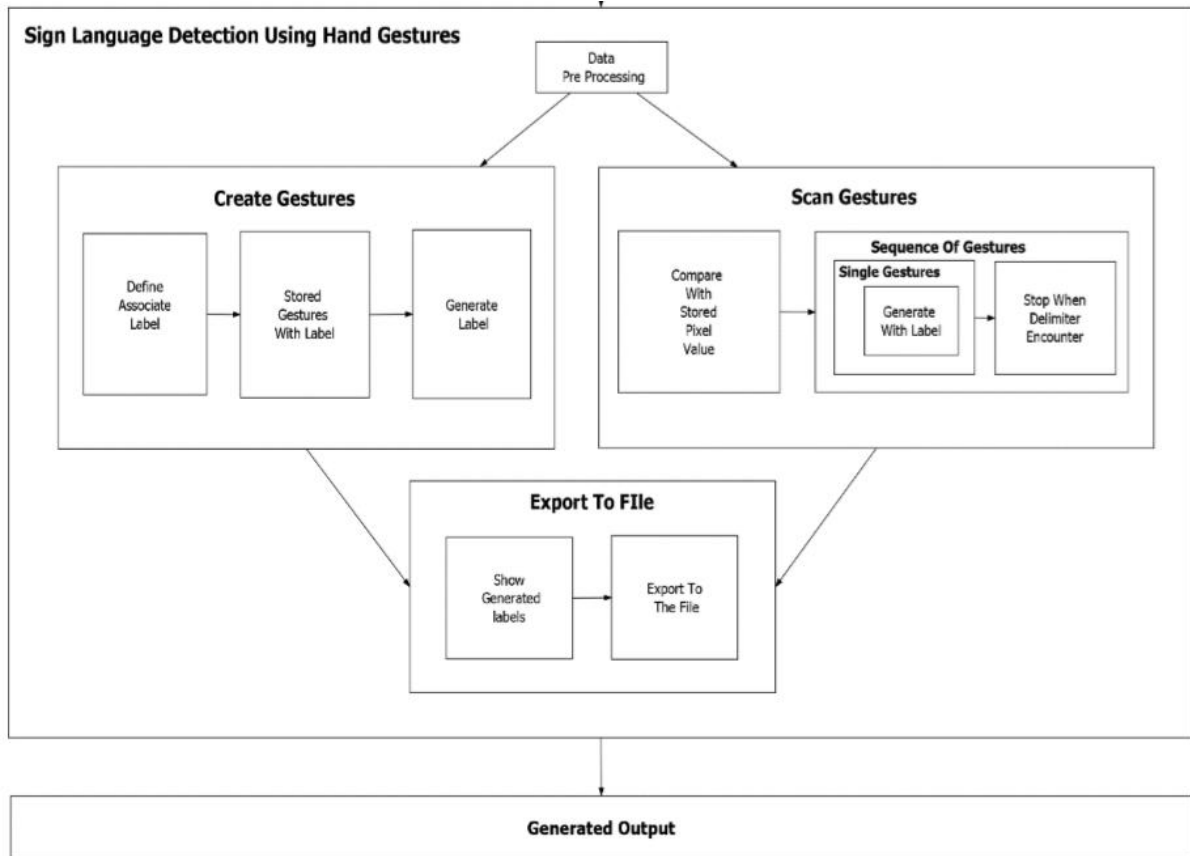 Sign Language Detection Using Hand Gestures
Data
Pre Processing
Create Gestures
Define
Associate
Label
Stored
Gestures
With Label
Generate
Label
Scan Gestures
Compare
With
Stored
Pixel
Value
Sequence Of Gestures
Single Gestures
Generate
With Label
Stop When
Delimiter
Encounter
Export To FIle
Show
Generated
labels
Export To
The File
Generated Output